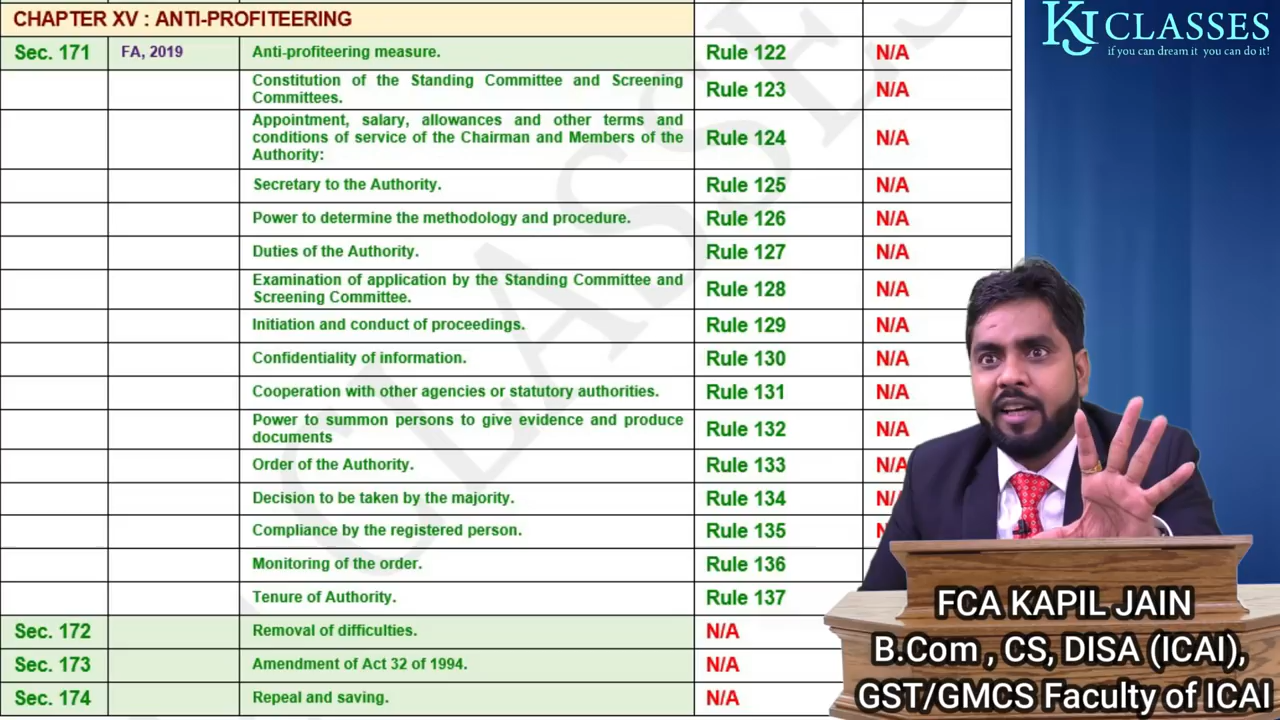 CHAPTER XV : ANTI-PROFITEERING
KJ CLASSES
if you can dream it you can do it!
Sec. 171 FA, 2019 Anti-profiteering measure. Rule 122 N/A
Constitution of the Standing Committee and Screening
Committees. Rule 123 N/A
Appointment, salary, allowances and other terms and
conditions of service of the Chairman and Members of the
Authority: Rule 124 N/A
Secretary to the Authority. Rule 125 N/A
Power to determine the methodology and procedure. Rule 126 N/A
Duties of the Authority. Rule 127 N/A
Examination of application by the Standing Committee and
Screening Committee. Rule 128 N/A
Initiation and conduct of proceedings. Rule 129 N/A
Confidentiality of information. Rule 130 N/A
Cooperation with other agencies or statutory authorities. Rule 131 N/A
Power to summon persons to give evidence and produce
documents Rule 132 N/A
Order of the Authority. Rule 133 N/A
Decision to be taken by the majority. Rule 134
Compliance by the registered person. Rule 135
Monitoring of the order. Rule 136
Tenure of Authority. Rule 137
Sec. 172 Removal of difficulties. N/A
Sec. 173 Amendment of Act 32 of 1994. N/A
Sec. 174 Repeal and saving. N/A
FCA KAPIL JAIN
B.Com , CS, DISA (ICAI),
GST/GMCS Faculty of ICAI
CLASSES